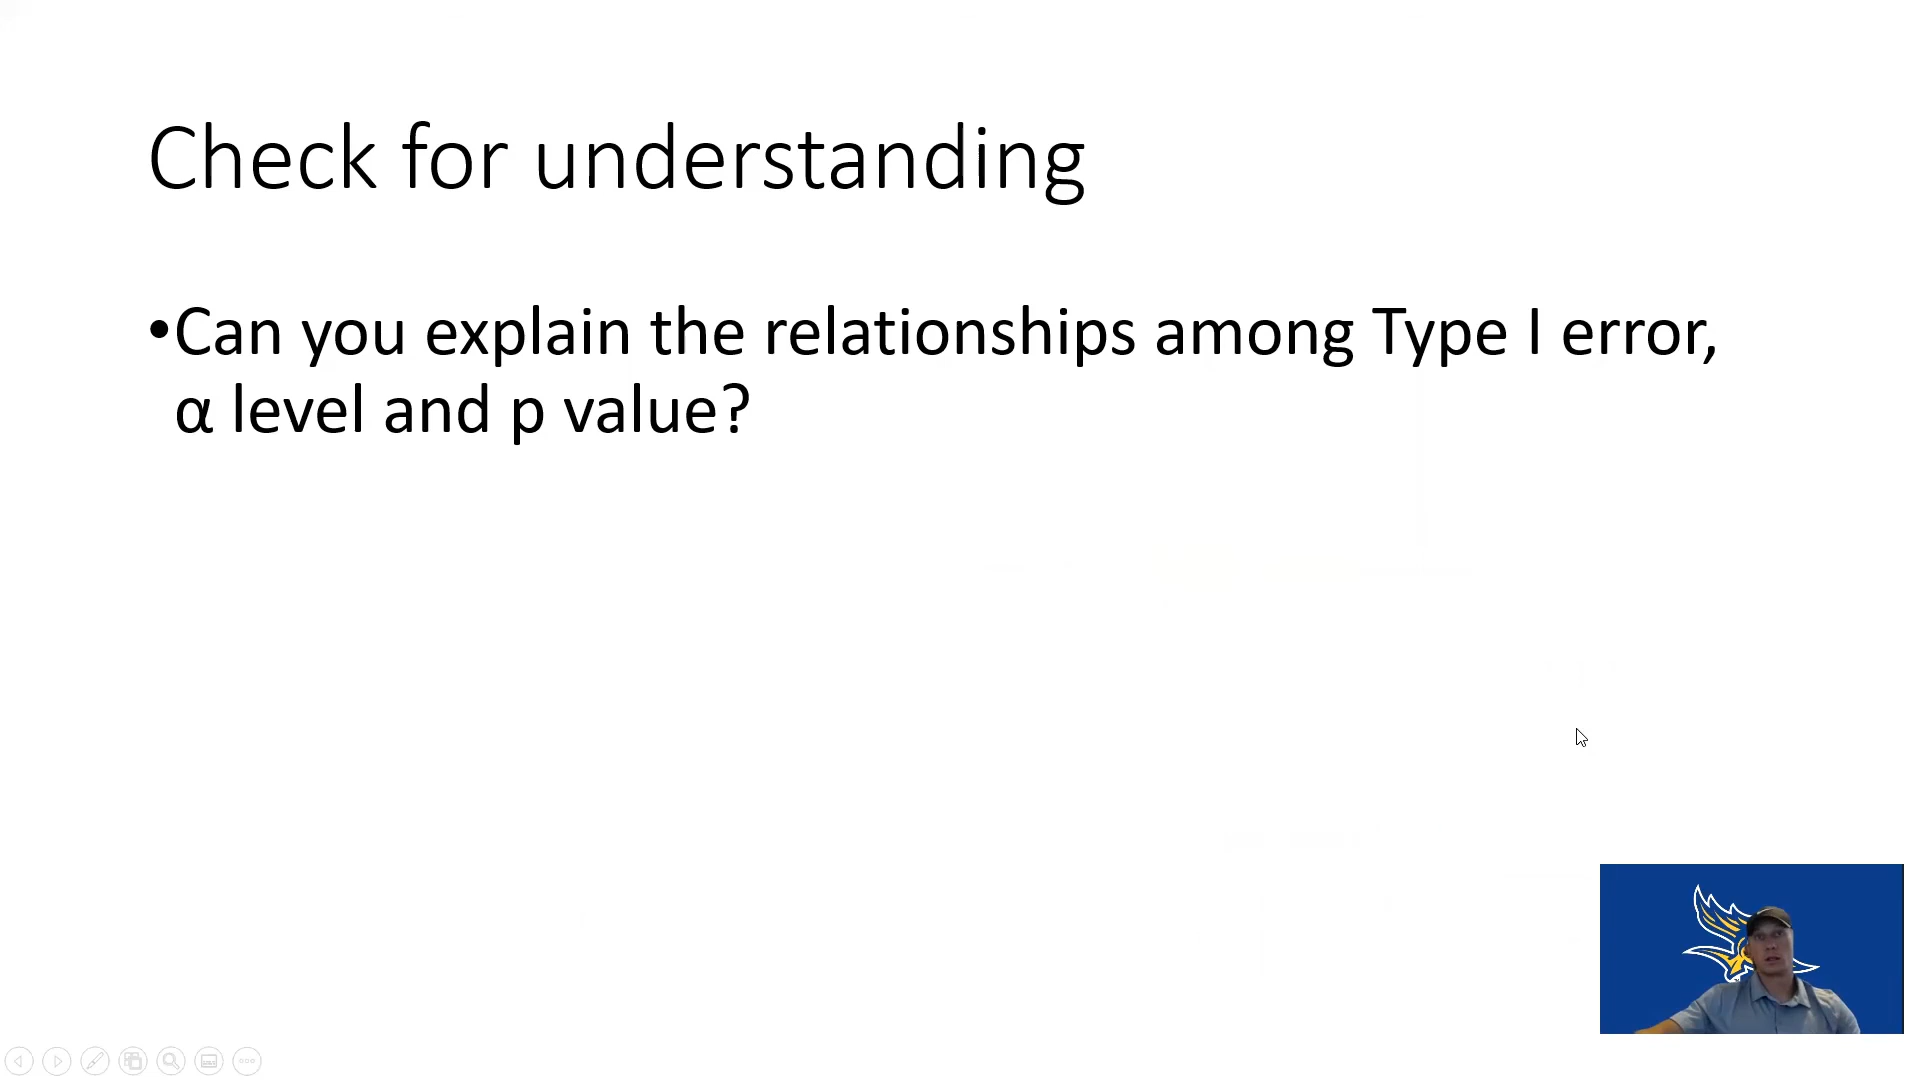 Check for understanding
•Can you explain the relationships among Type I error,
α level and p value?